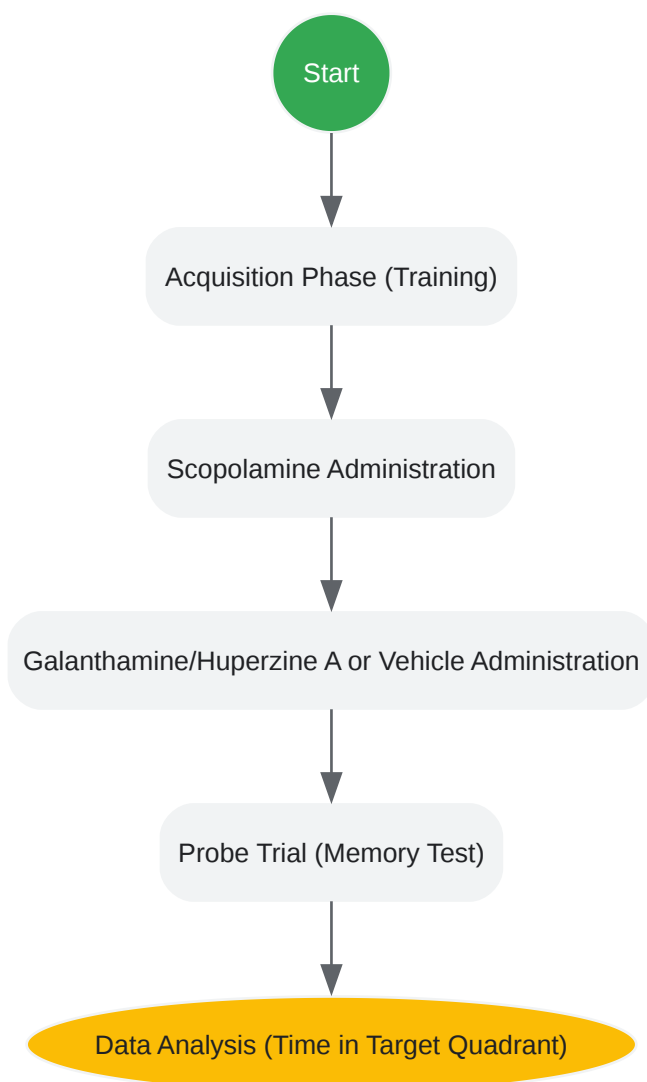 Start
Acquisition Phase (Training)
Scopolamine Administration
Galanthamine/Huperzine A or Vehicle Administration
Probe Trial (Memory Test)
Data Analysis (Time in Target Quadrant)